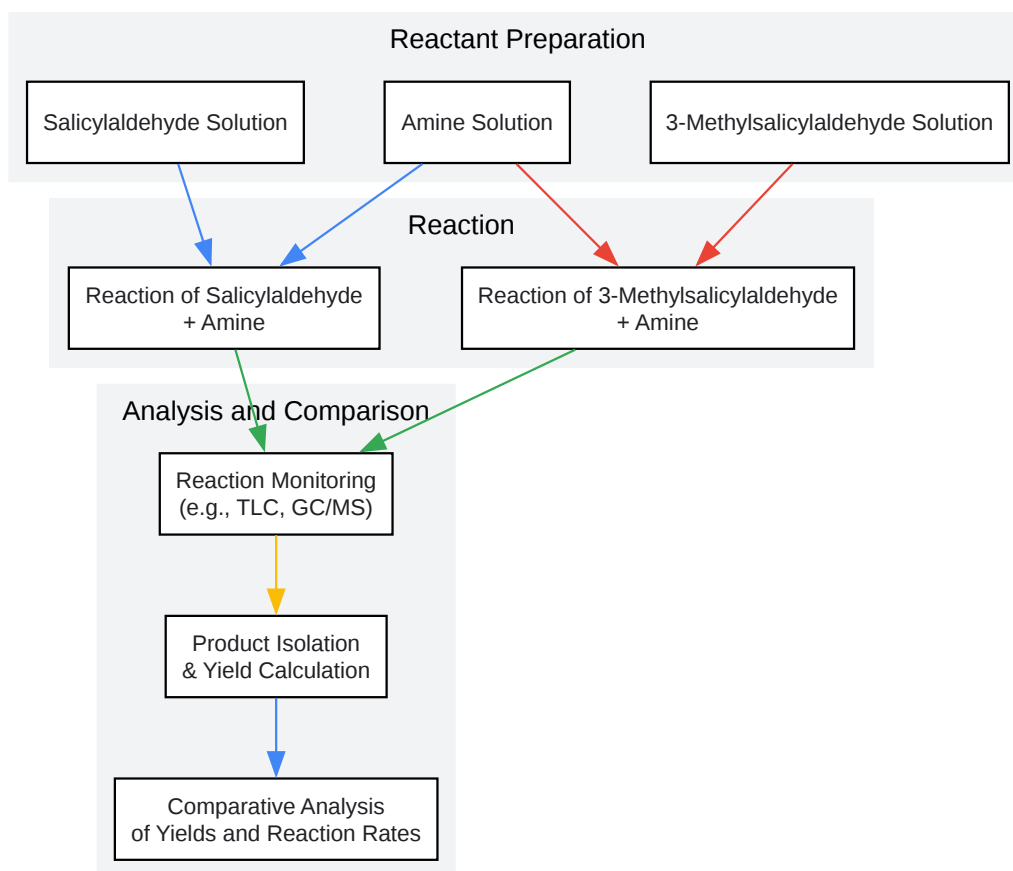 Reactant Preparation
Salicylaldehyde Solution
Amine Solution
3-Methylsalicylaldehyde Solution
Reaction
Reaction of Salicylaldehyde
+ Amine
Reaction of 3-Methylsalicylaldehyde
+ Amine
Analysis and Comparison
Reaction Monitoring
(e.g., TLC, GC/MS)
Product Isolation
& Yield Calculation
Comparative Analysis
of Yields and Reaction Rates